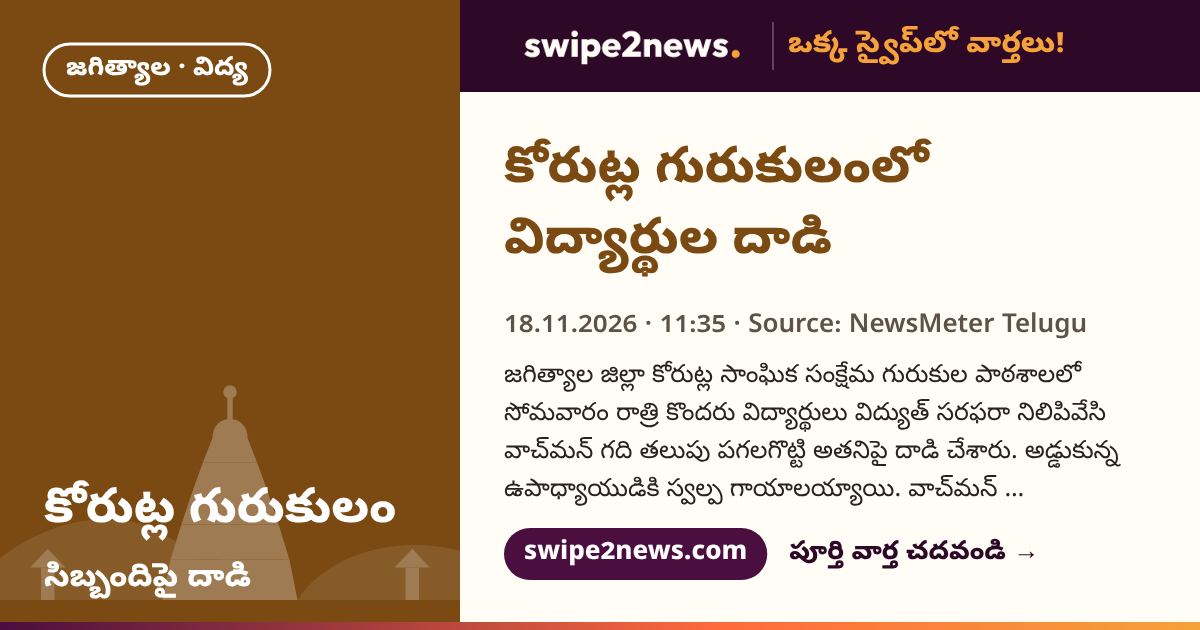 జగిత్యాల · విద్య
swipe2news.
ఒక్క స్వైప్‌లో వార్తలు!
కోరుట్ల గురుకులంలో
విద్యార్థుల దాడి
18.11.2026 · 11:35 · Source: NewsMeter Telugu
జగిత్యాల జిల్లా కోరుట్ల సాంఘిక సంక్షేమ గురుకుల పాఠశాలలో
సోమవారం రాత్రి కొందరు విద్యార్థులు విద్యుత్ సరఫరా నిలిపివేసి
వాచ్‌మన్ గది తలుపు పగలగొట్టి అతనిపై దాడి చేశారు. అడ్డుకున్న
ఉపాధ్యాయుడికి స్వల్ప గాయాలయ్యాయి. వాచ్‌మన్ ...
కోరుట్ల గురుకులం
సిబ్బందిపై దాడి
swipe2news.com
పూర్తి వార్త చదవండి →